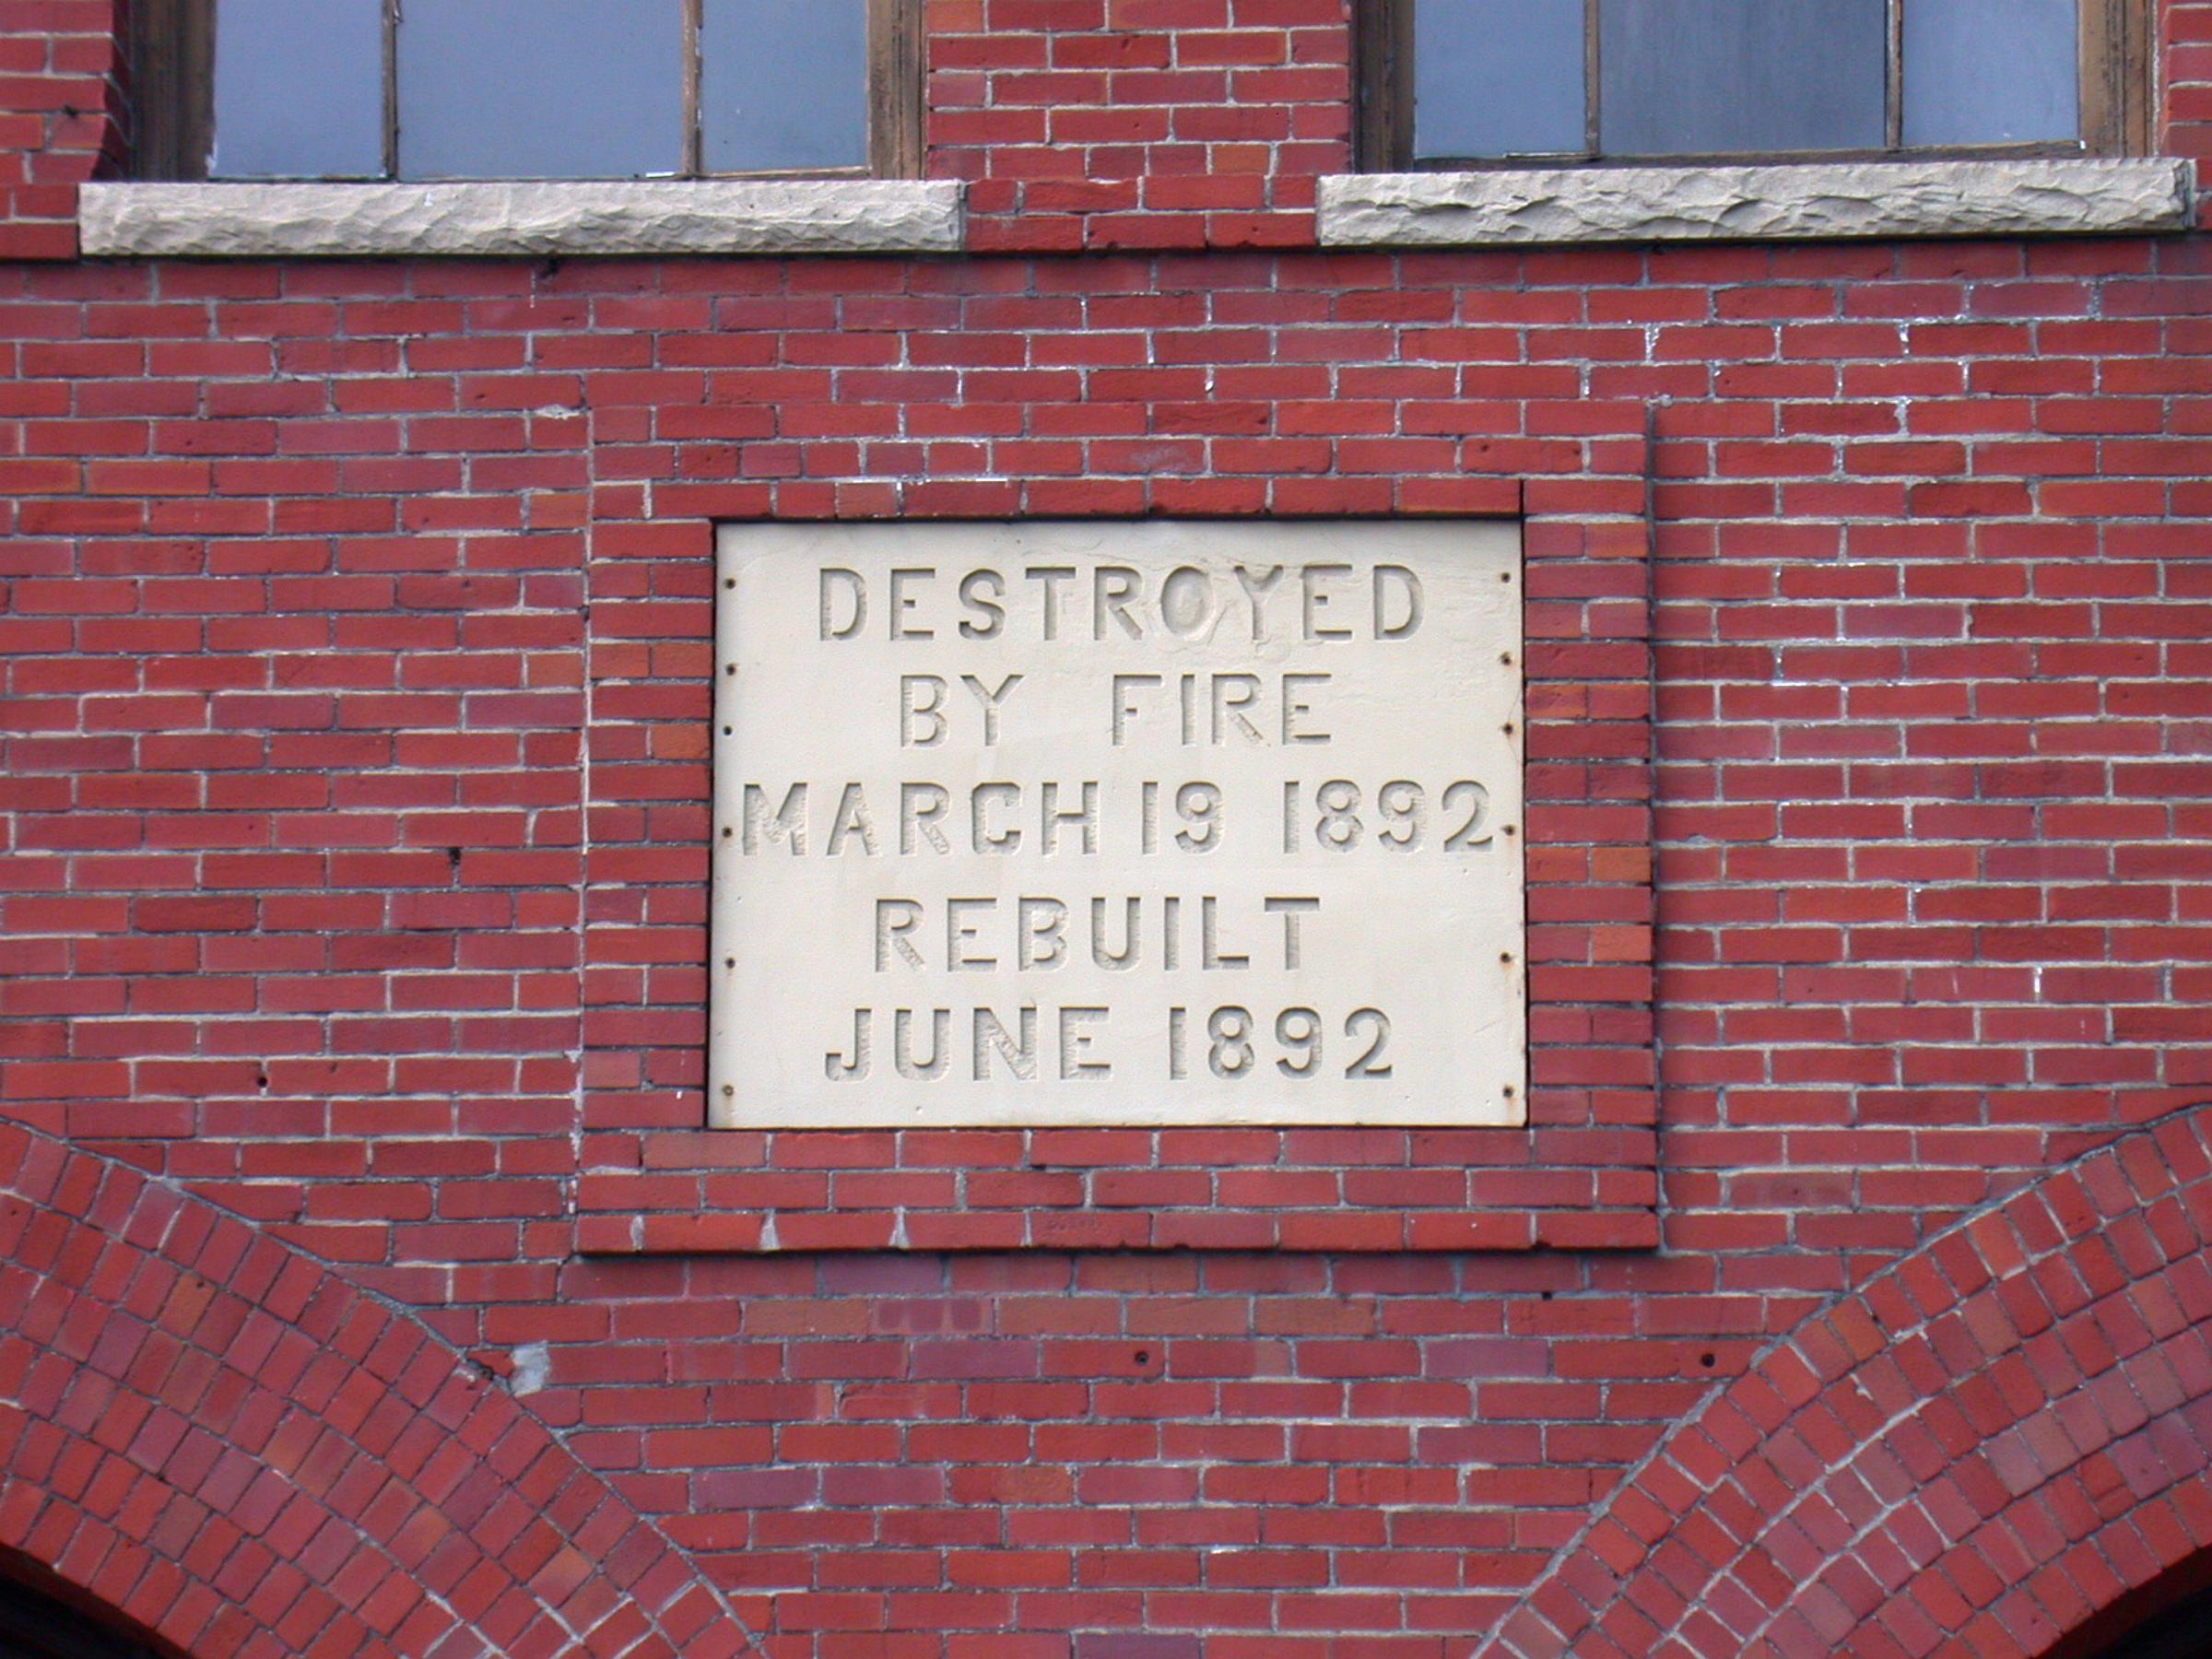 DESTROYED
BY FIRE
MARCH 19 1892
REBUILT
JUNE 1892